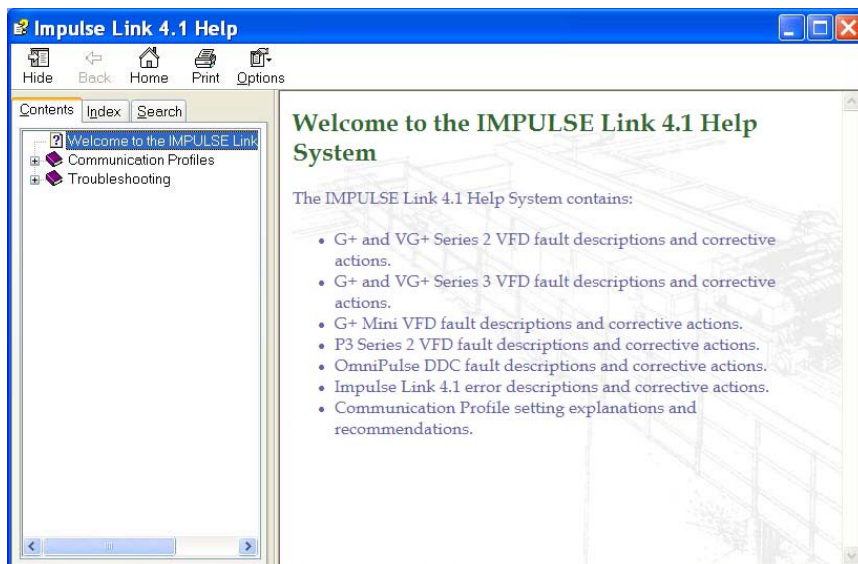 Impulse Link 4.1 Help
Hide Back Home Print Options
Contents Index Search
Welcome to the IMPULSE Link
Communication Profiles
Troubleshooting
Welcome to the IMPULSE Link 4.1 Help
System
The IMPULSE Link 4.1 Help System contains:
• G+ and VG+ Series 2 VFD fault descriptions and corrective
actions.
• G+ and VG+ Series 3 VFD fault descriptions and corrective
actions.
• G+ Mini VFD fault descriptions and corrective actions.
• P3 Series 2 VFD fault descriptions and corrective actions.
• OmniPulse DDC fault descriptions and corrective actions.
• Impulse Link 4.1 error descriptions and corrective actions.
• Communication Profile setting explanations and
recommendations.